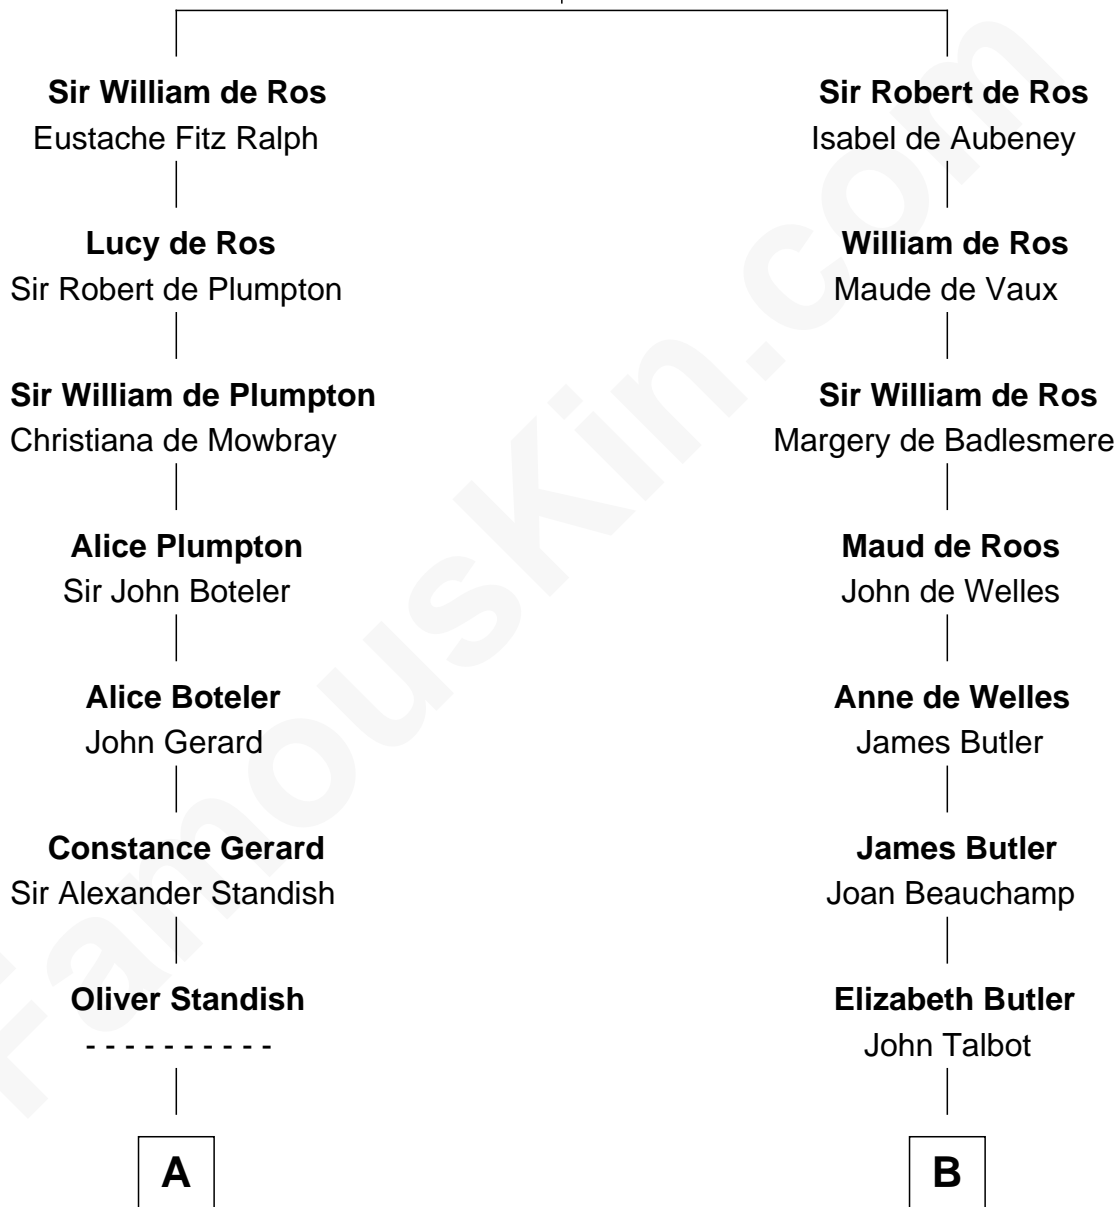 Sir William de Ros
Eustache Fitz Ralph
Lucy de Ros
Sir Robert de Plumpton
Sir William de Plumpton
Christiana de Mowbray
Alice Plumpton
Sir John Boteler
Alice Boteler
John Gerard
Constance Gerard
Sir Alexander Standish
Oliver Standish
- - - - - - - - - -
A
Sir Robert de Ros
Isabel de Aubeney
William de Ros
Maude de Vaux
Sir William de Ros
Margery de Badlesmere
Maud de Roos
John de Welles
Anne de Welles
James Butler
James Butler
Joan Beauchamp
Elizabeth Butler
John Talbot
B
FamousKin.com